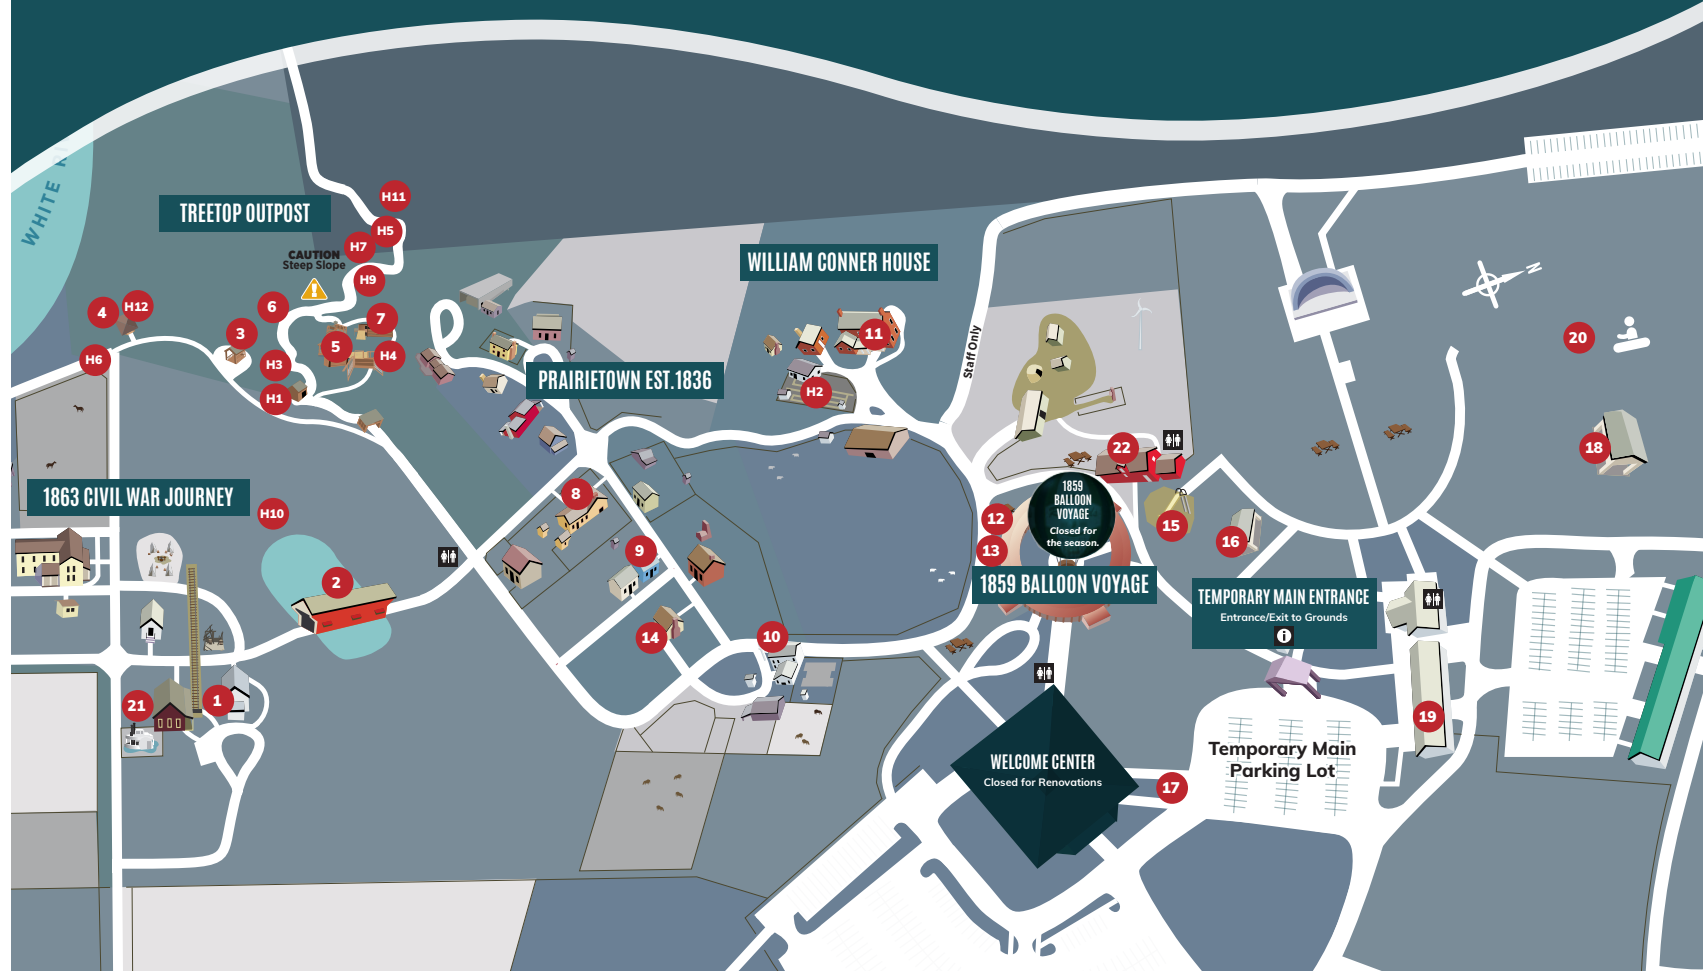 WHITE RI
TREETOP OUTPOST
H11
H5
H7
CAUTION
Steep Slope
H9
4
H12
6
7
3
5
H4
H6
H3
H1
WILLIAM CONNER HOUSE
11
H2
PRAIRIETOWN EST.1836
Staff Only
N
20
18
22
1863 CIVIL WAR JOURNEY
H10
8
9
2
14
10
12
13
1859
BALLOON
VOYAGE
Closed for
the season.
1859 BALLOON VOYAGE
15
16
TEMPORARY MAIN ENTRANCE
Entrance/Exit to Grounds
i
21
1
19
WELCOME CENTER
Closed for Renovations
17
Temporary Main
Parking Lot